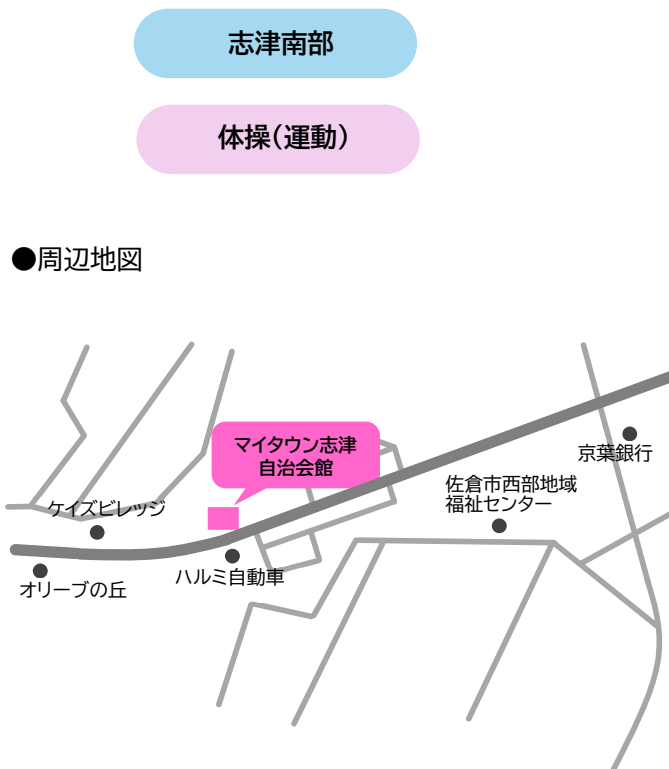 志津南部
体操(運動)
●周辺地図
マイタウン志津
自治会館
京葉銀行
佐倉市西部地域
福祉センター
ケイズビレッジ
ハルミ自動車
オリーブの丘